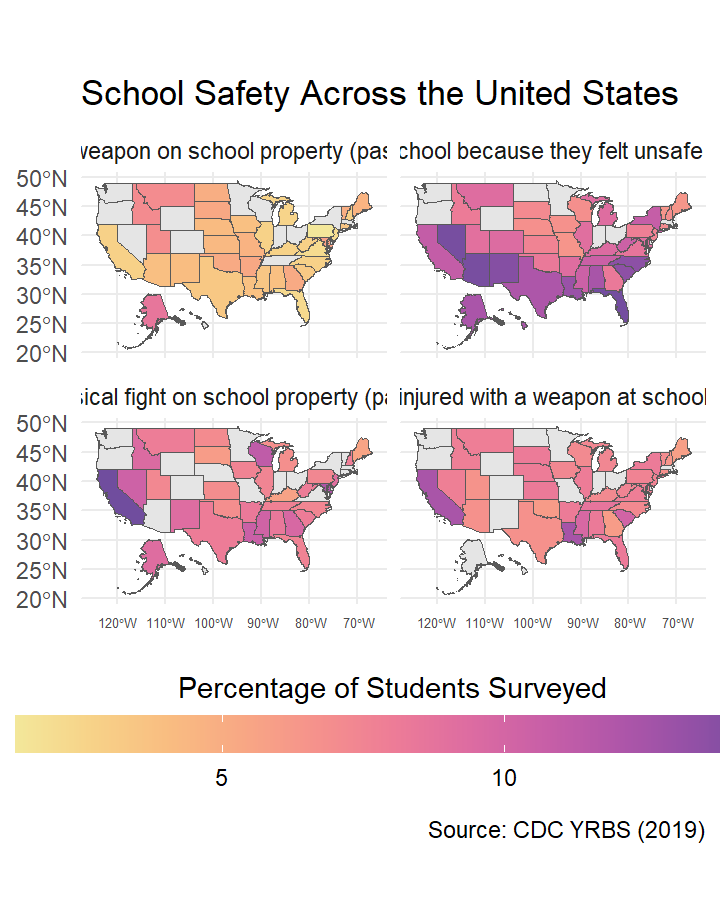 School Safety Across the United States
weapon on school property (pas
chool because they felt unsafe
50°N
45°N
40°N
35°N
30°N
25°N
20°N
sical fight on school property (pa
injured with a weapon at school
50°N
45°N
40°N
35°N
30°N
25°N
20°N
120°W 110°W 100°W 90°W 80°W 70°W
120°W 110°W 100°W 90°W 80°W 70°W
Percentage of Students Surveyed
5 10
Source: CDC YRBS (2019)